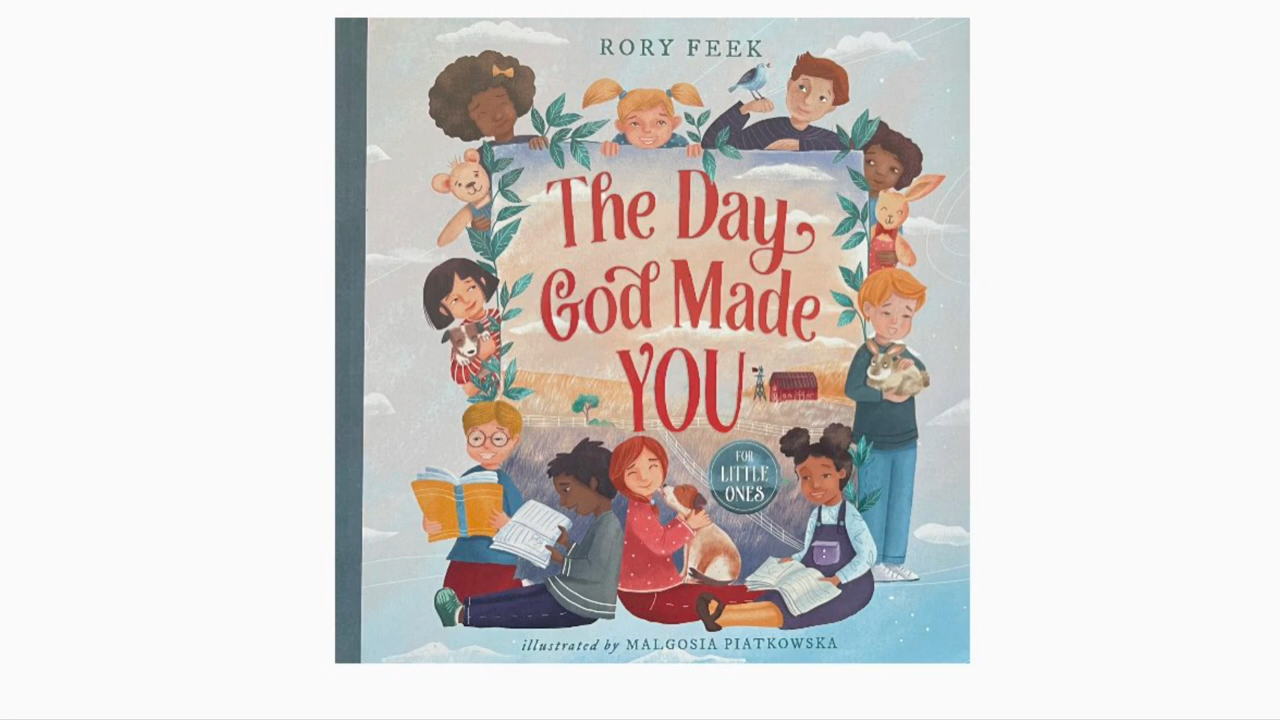 RORY FEEK
The Day
God Made
YOU
FOR
LITTLE
ONES
illustrated by MALGOSIA PIATKOWSKA